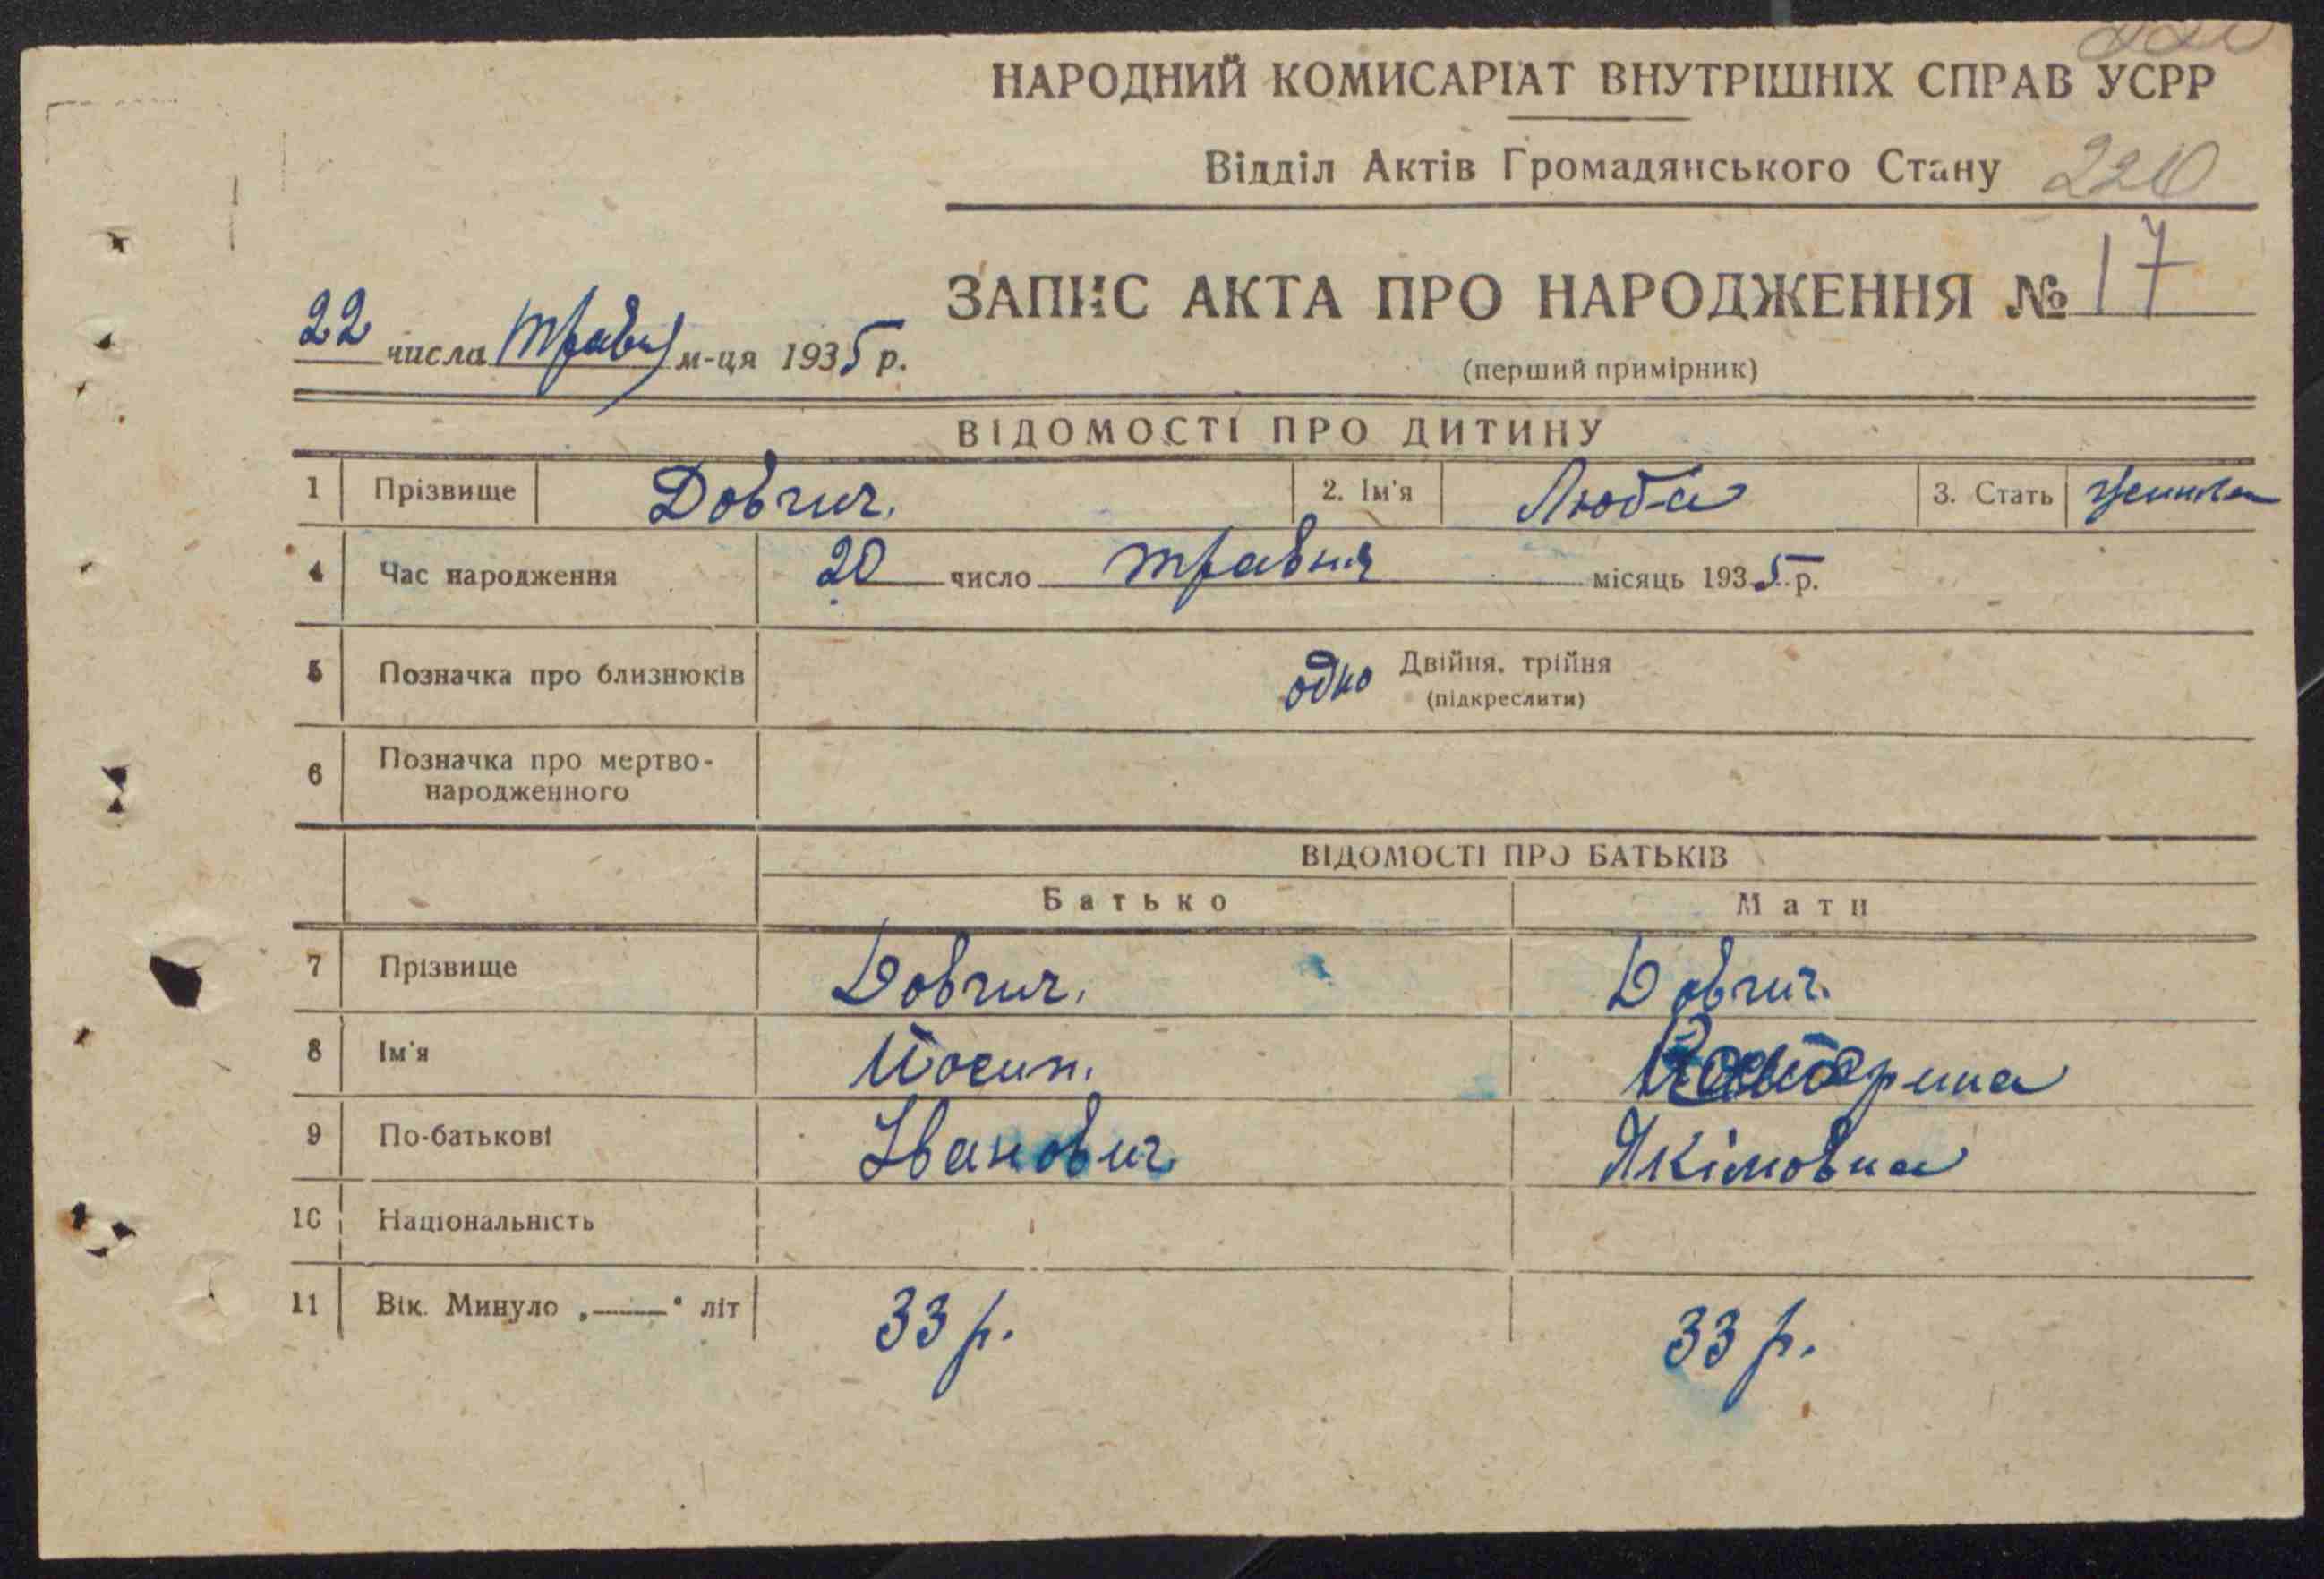 220
НАРОДНИЙ КОМИСАРІАТ ВНУТРІШНІХ СПРАВ УСРР
Відділ Актів Громадянського Стану 220
ЗАПИС АКТА ПРО НАРОДЖЕННЯ № 17
22 числа травня м-ця 1935 р.
(перший примірник)
ВІДОМОСТІ ПРО ДИТИНУ
1 Прізвище Довгич. 2. Ім'я Люба 3. Стать
4 Час народження 20 число травня місяць 1935 р.
5 Позначка про близнюків одно Двійня, трійня
(підкреслити)
6 Позначка про мертво-
народженного
ВІДОМОСТІ ПРО БАТЬКІВ
Батько Мати
7 Прізвище Довгич. Довгич.
8 Ім'я Йосип. Катерина
9 По-батькові Іванович Якімовна
10 Національність
11 Вік. Минуло „——" літ 33 р. 33 р.